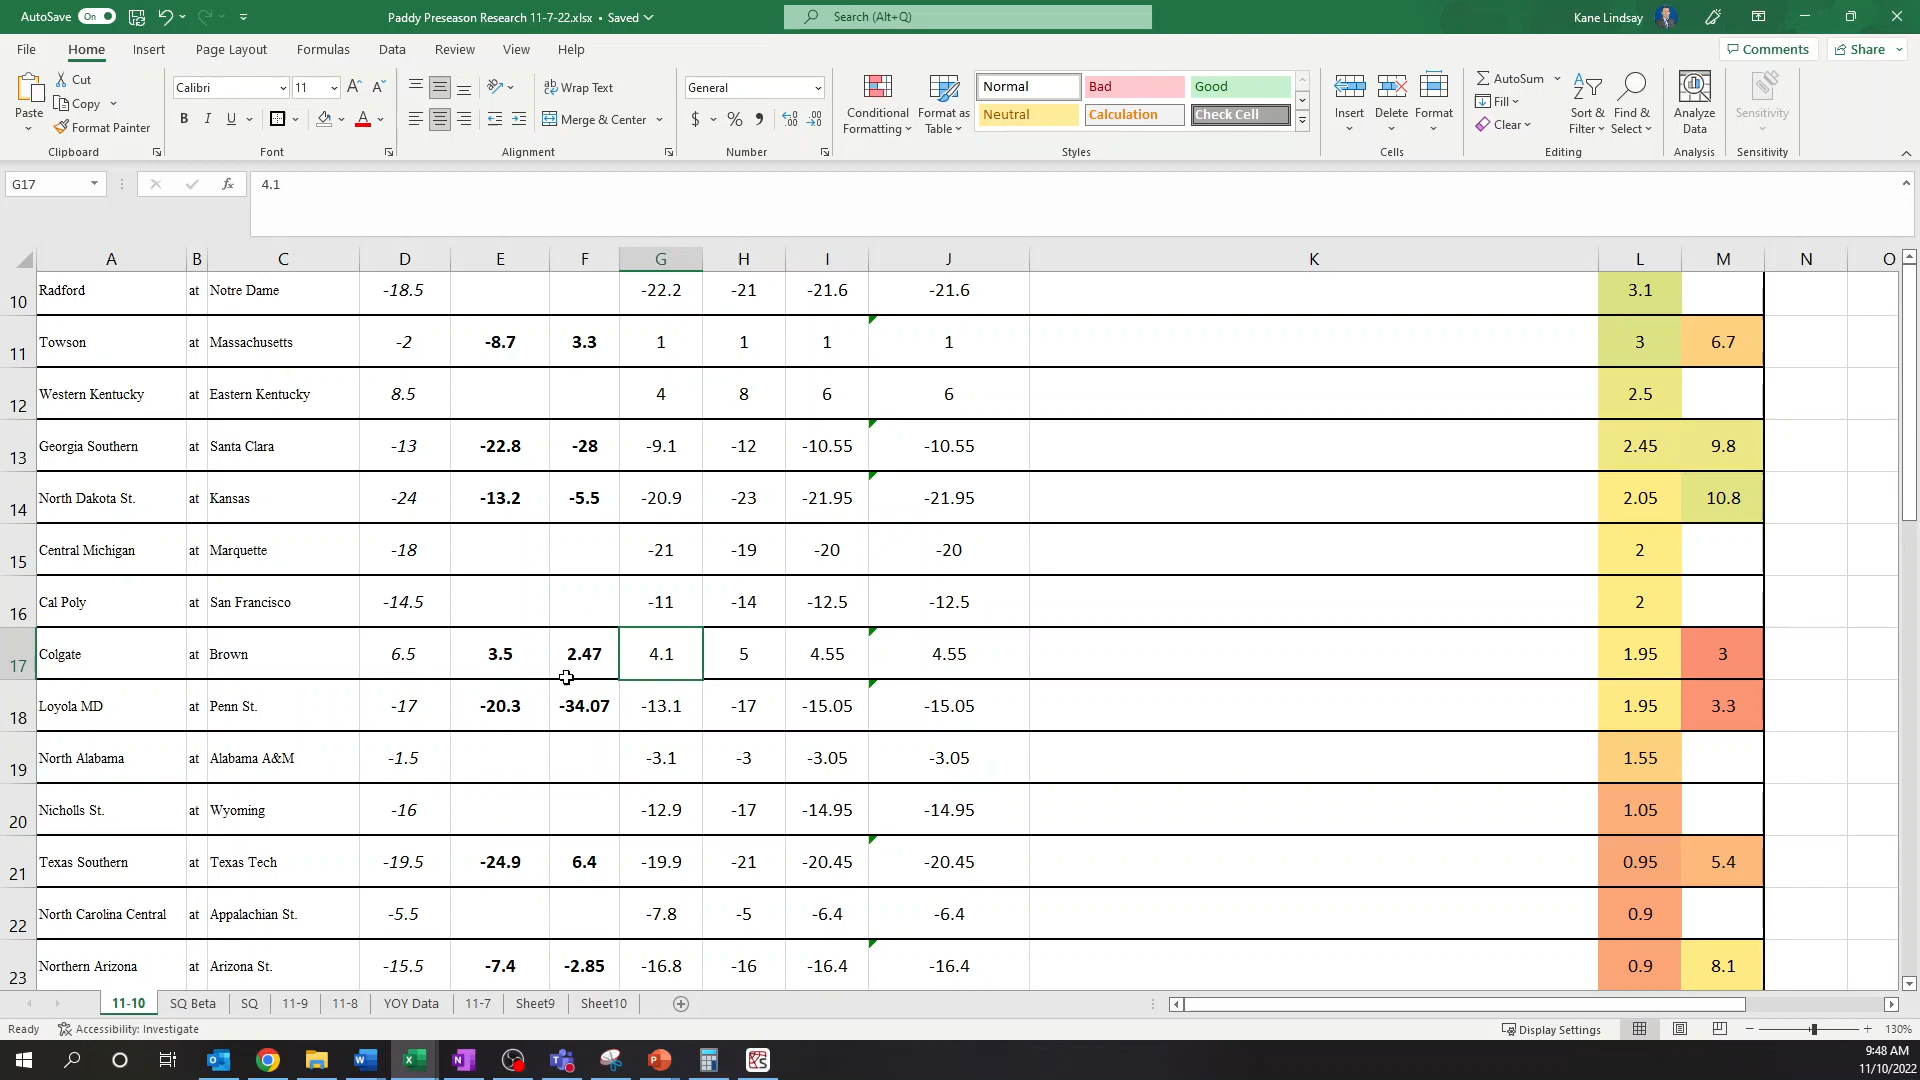 AutoSave On Paddy Preseason Research 11-7-22.xlsx • Saved Search (Alt+Q) Kane Lindsay
File Home Insert Page Layout Formulas Data Review View Help Comments Share
Paste Cut Copy Format Painter Clipboard
Calibri 11 B I U A Font
Wrap Text Merge & Center Alignment
General $ % , Number
Conditional Formatting Format as Table Normal Bad Good Neutral Calculation Check Cell Styles
Insert Delete Format Cells
AutoSum Fill Clear Sort & Filter Find & Select Editing
Analyze Data Analysis Sensitivity Sensitivity
G17 fx 4.1
A B C D E F G H I J K L M N O
10 Radford at Notre Dame -18.5 -22.2 -21 -21.6 -21.6 3.1
11 Towson at Massachusetts -2 -8.7 3.3 1 1 1 1 3 6.7
12 Western Kentucky at Eastern Kentucky 8.5 4 8 6 6 2.5
13 Georgia Southern at Santa Clara -13 -22.8 -28 -9.1 -12 -10.55 -10.55 2.45 9.8
14 North Dakota St. at Kansas -24 -13.2 -5.5 -20.9 -23 -21.95 -21.95 2.05 10.8
15 Central Michigan at Marquette -18 -21 -19 -20 -20 2
16 Cal Poly at San Francisco -14.5 -11 -14 -12.5 -12.5 2
17 Colgate at Brown 6.5 3.5 2.47 4.1 5 4.55 4.55 1.95 3
18 Loyola MD at Penn St. -17 -20.3 -34.07 -13.1 -17 -15.05 -15.05 1.95 3.3
19 North Alabama at Alabama A&M -1.5 -3.1 -3 -3.05 -3.05 1.55
20 Nicholls St. at Wyoming -16 -12.9 -17 -14.95 -14.95 1.05
21 Texas Southern at Texas Tech -19.5 -24.9 6.4 -19.9 -21 -20.45 -20.45 0.95 5.4
22 North Carolina Central at Appalachian St. -5.5 -7.8 -5 -6.4 -6.4 0.9
23 Northern Arizona at Arizona St. -15.5 -7.4 -2.85 -16.8 -16 -16.4 -16.4 0.9 8.1
11-10 SQ Beta SQ 11-9 11-8 YOY Data 11-7 Sheet9 Sheet10
Ready Accessibility: Investigate Display Settings 130%
9:48 AM
11/10/2022